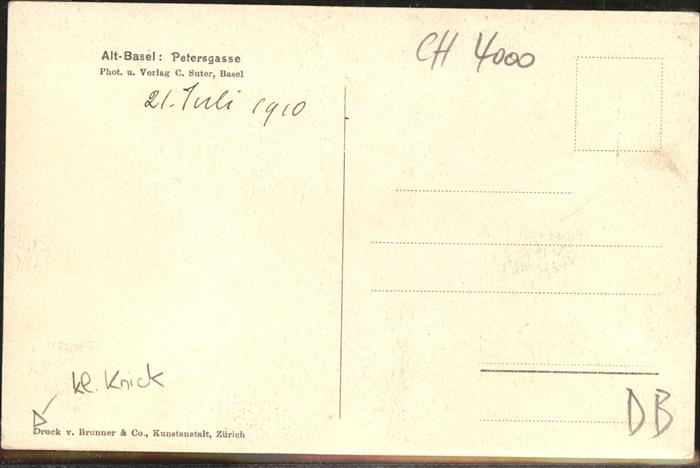 Alt-Basel: Petersgasse
Phot. u. Verlag C. Suter, Basel
21. Juli 1910
CH 4000
kl. Knick
Druck v. Brunner & Co., Kunstanstalt, Zürich
DB